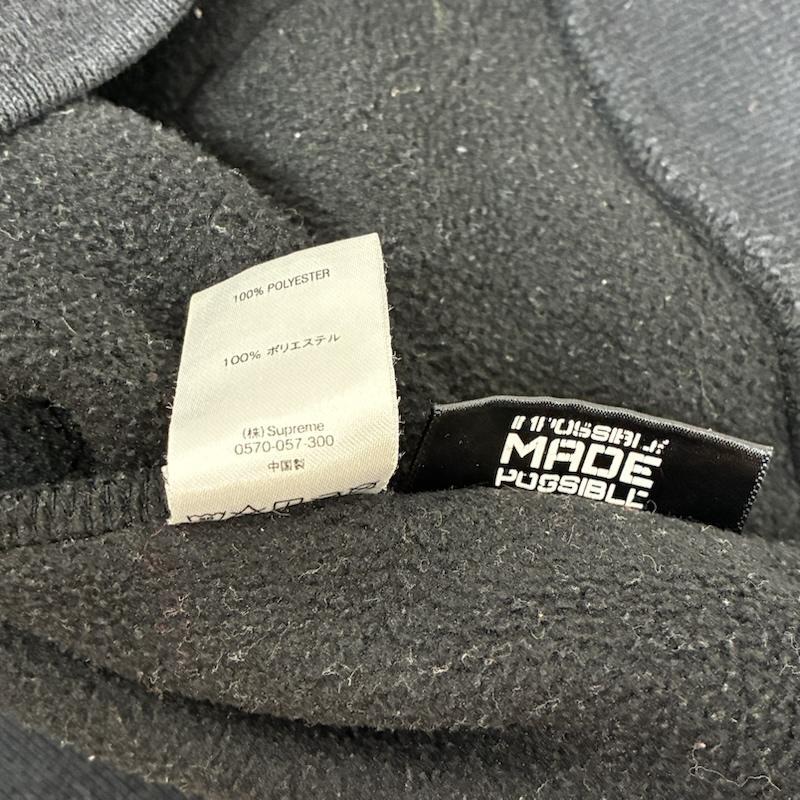 100% POLYESTER
100% ポリエステル
(株) Supreme
0570-057-300
中国製
IMPOSSIBLE
MADE
POSSIBLE